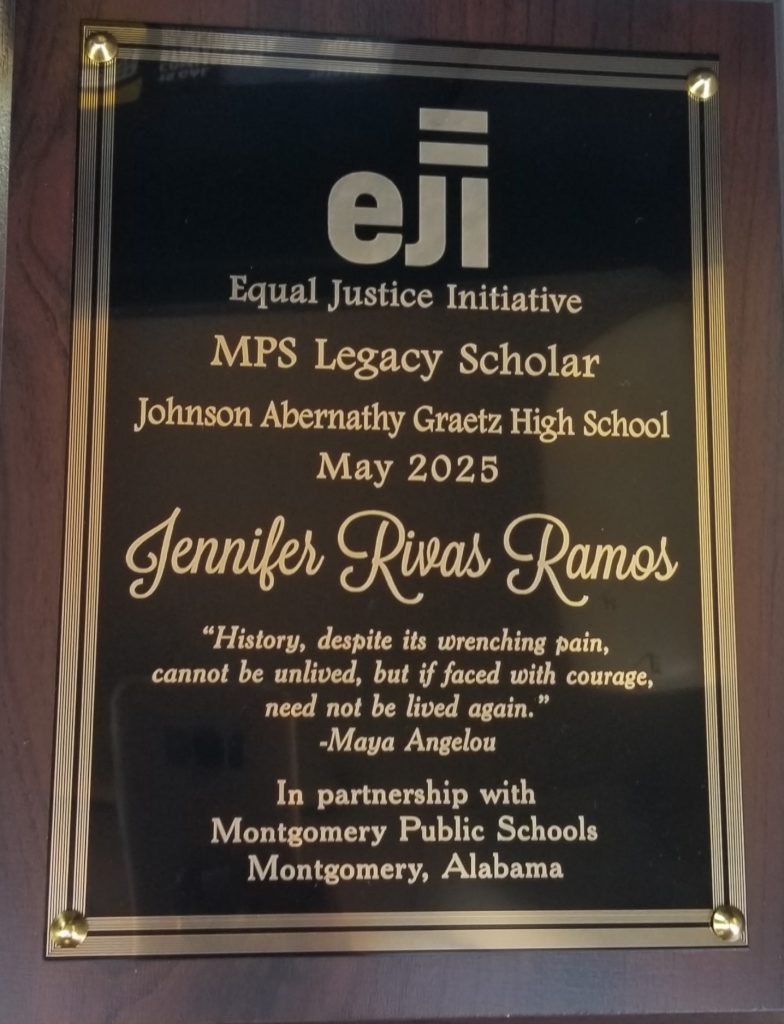 eji
Equal Justice Initiative
MPS Legacy Scholar
Johnson Abernathy Graetz High School
May 2025
Jennifer Rivas Ramos
“History, despite its wrenching pain,
cannot be unlived, but if faced with courage,
need not be lived again.”
-Maya Angelou
In partnership with
Montgomery Public Schools
Montgomery, Alabama